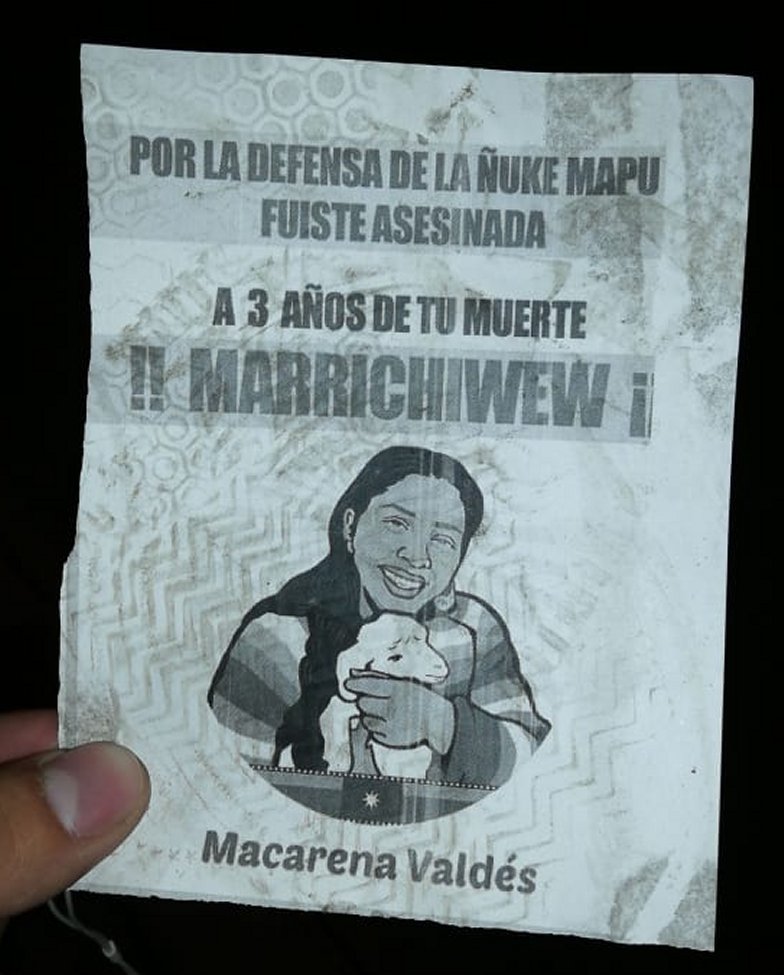 POR LA DEFENSA DE LA ÑUKE MAPU
FUISTE ASESINADA
A 3 AÑOS DE TU MUERTE
!! MARRICHIWEW ¡¡
Macarena Valdés